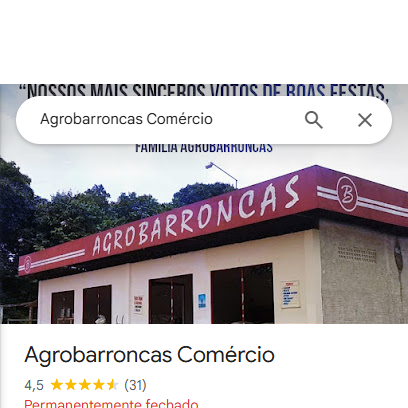 “NOSSOS MAIS SINCEROS VOTOS DE BOAS FESTAS,
Agrobarroncas Comércio
FAMÍLIA AGROBARRONCAS
B AGROBARRONCAS B
Agrobarroncas Comércio
4,5 (31)
Permanentemente fechado